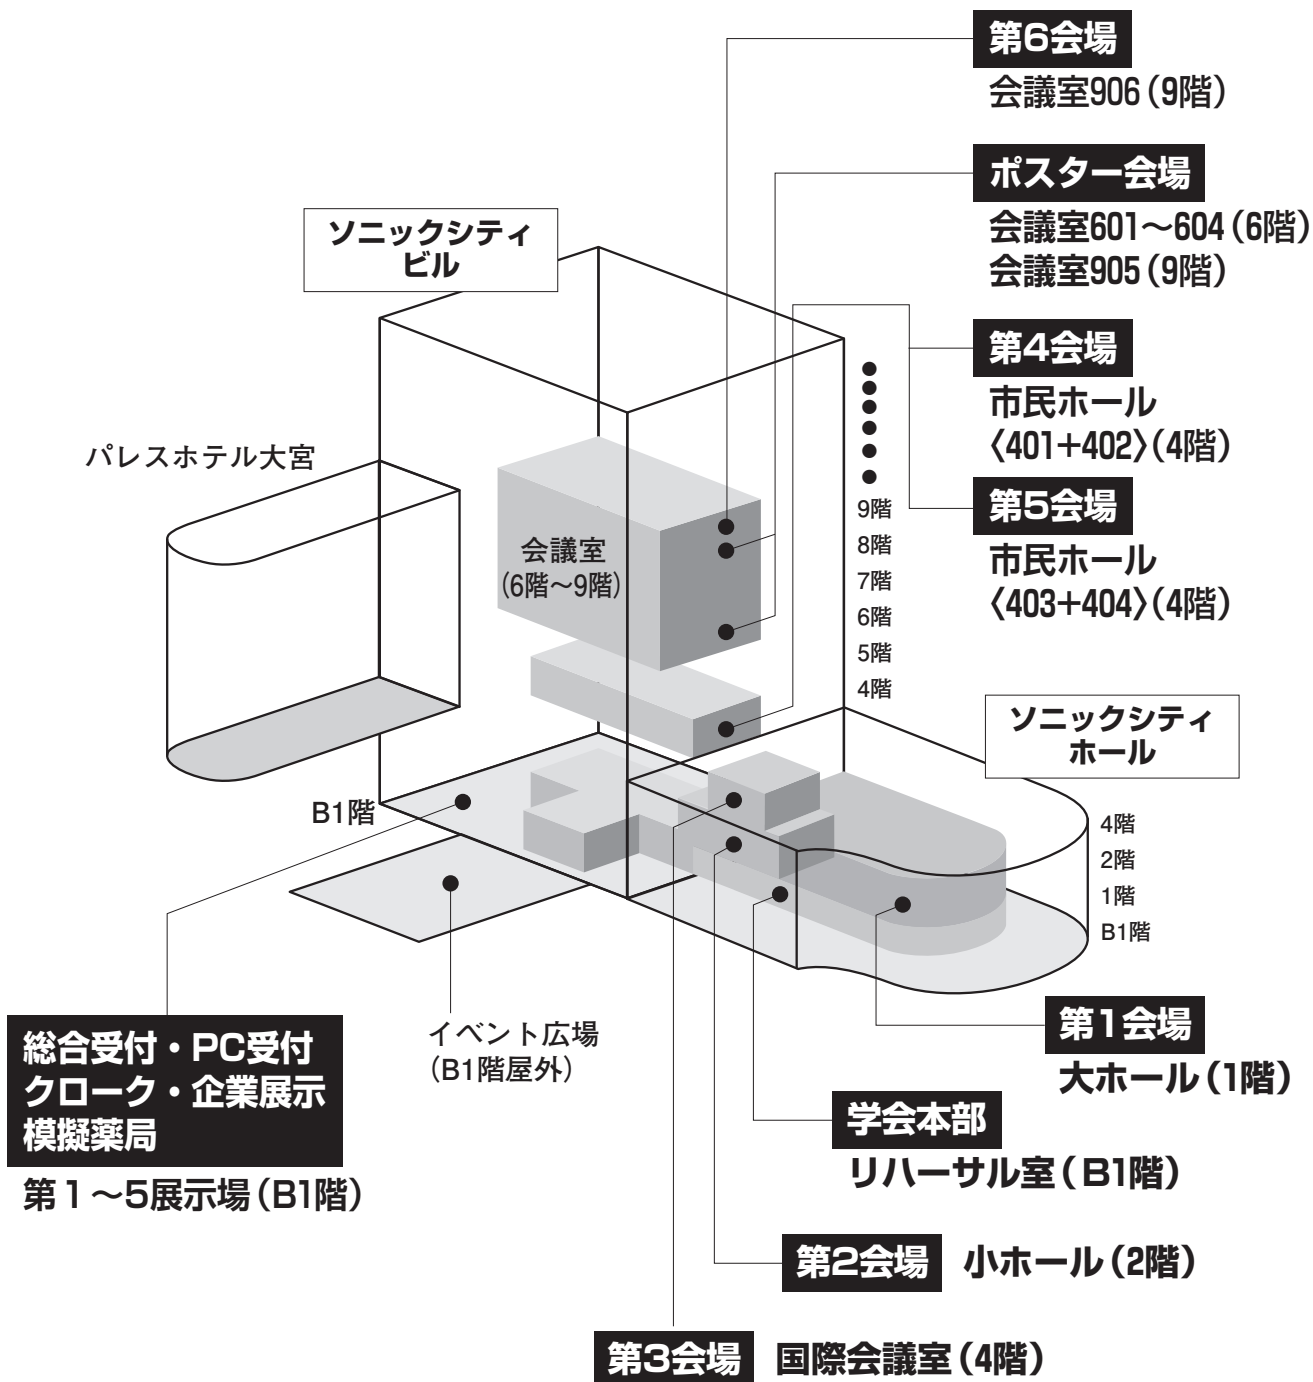 第6会場
会議室906（9階）
ポスター会場
会議室601～604（6階）
会議室905（9階）
ソニックシティ
ビル
第4会場
市民ホール
〈401+402〉（4階）
パレスホテル大宮
第5会場
市民ホール
〈403+404〉（4階）
9階
8階
7階
6階
5階
4階
会議室
（6階～9階）
ソニックシティ
ホール
B1階
4階
2階
1階
B1階
総合受付・PC受付
クローク・企業展示
模擬薬局
第１～5展示場（B1階）
イベント広場
（B1階屋外）
第1会場
大ホール（1階）
学会本部
リハーサル室（B1階）
第2会場 小ホール（2階）
第3会場 国際会議室（4階）